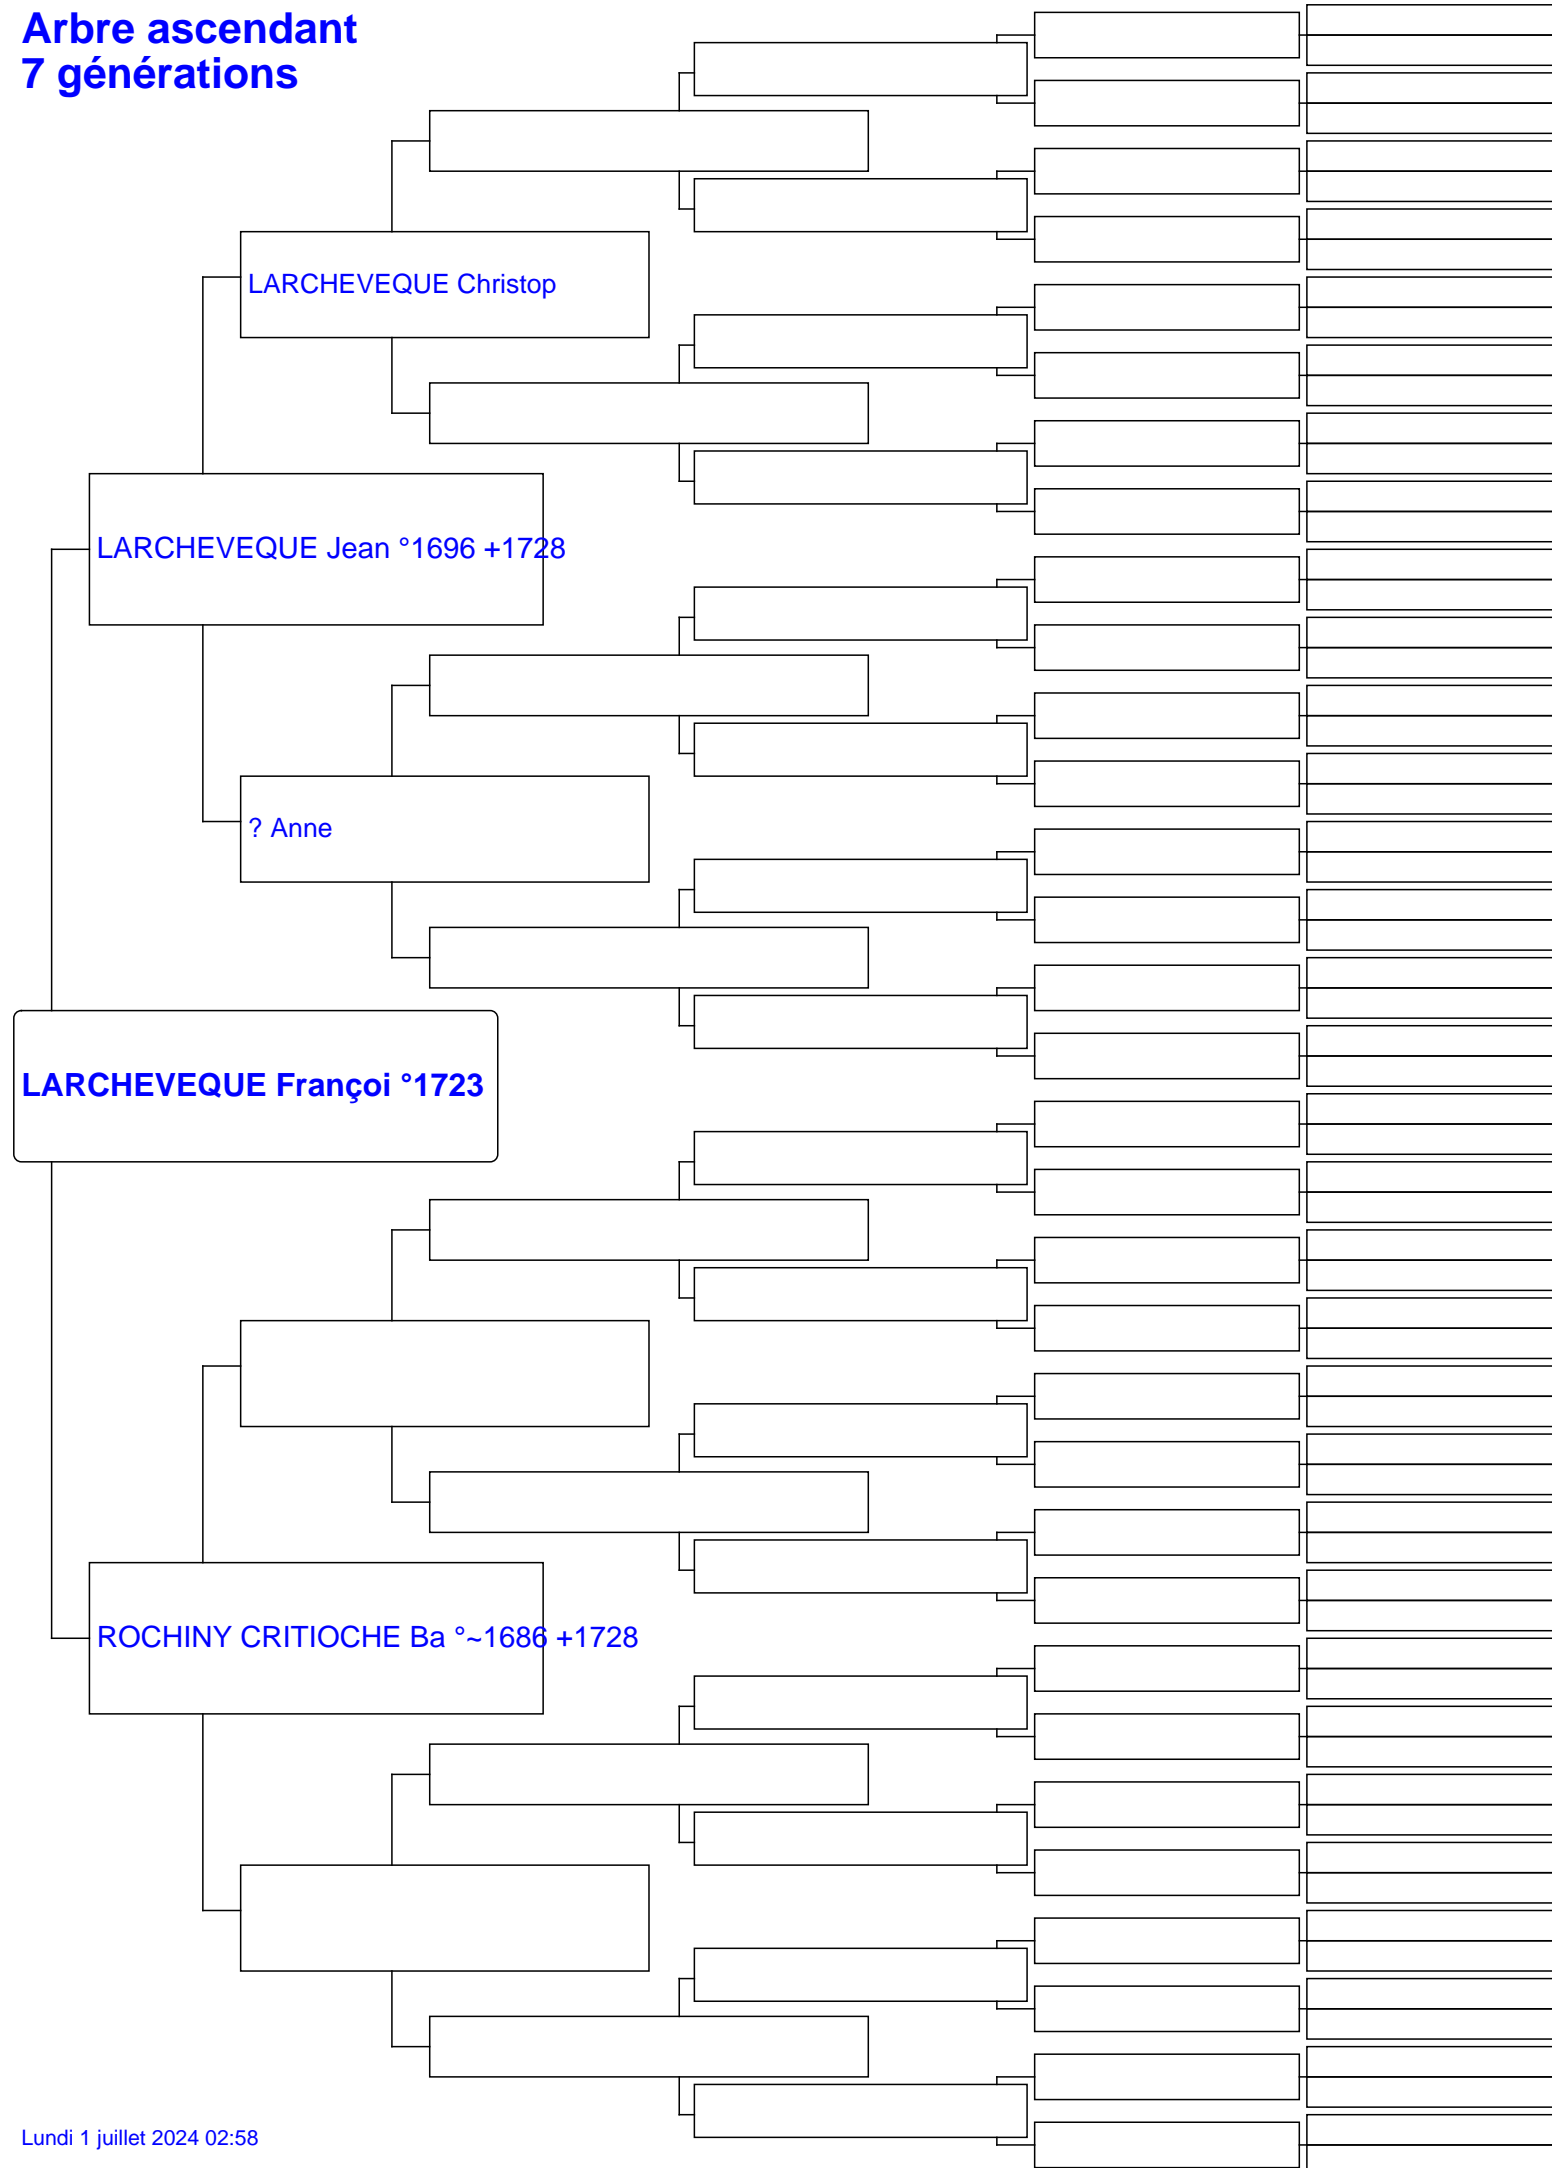 Arbre ascendant
7 générations
LARCHEVEQUE Christop
LARCHEVEQUE Jean °1696 +1728
? Anne
LARCHEVEQUE Françoi °1723
ROCHINY CRITIOCHE Ba °~1686 +1728
Lundi 1 juillet 2024 02:58